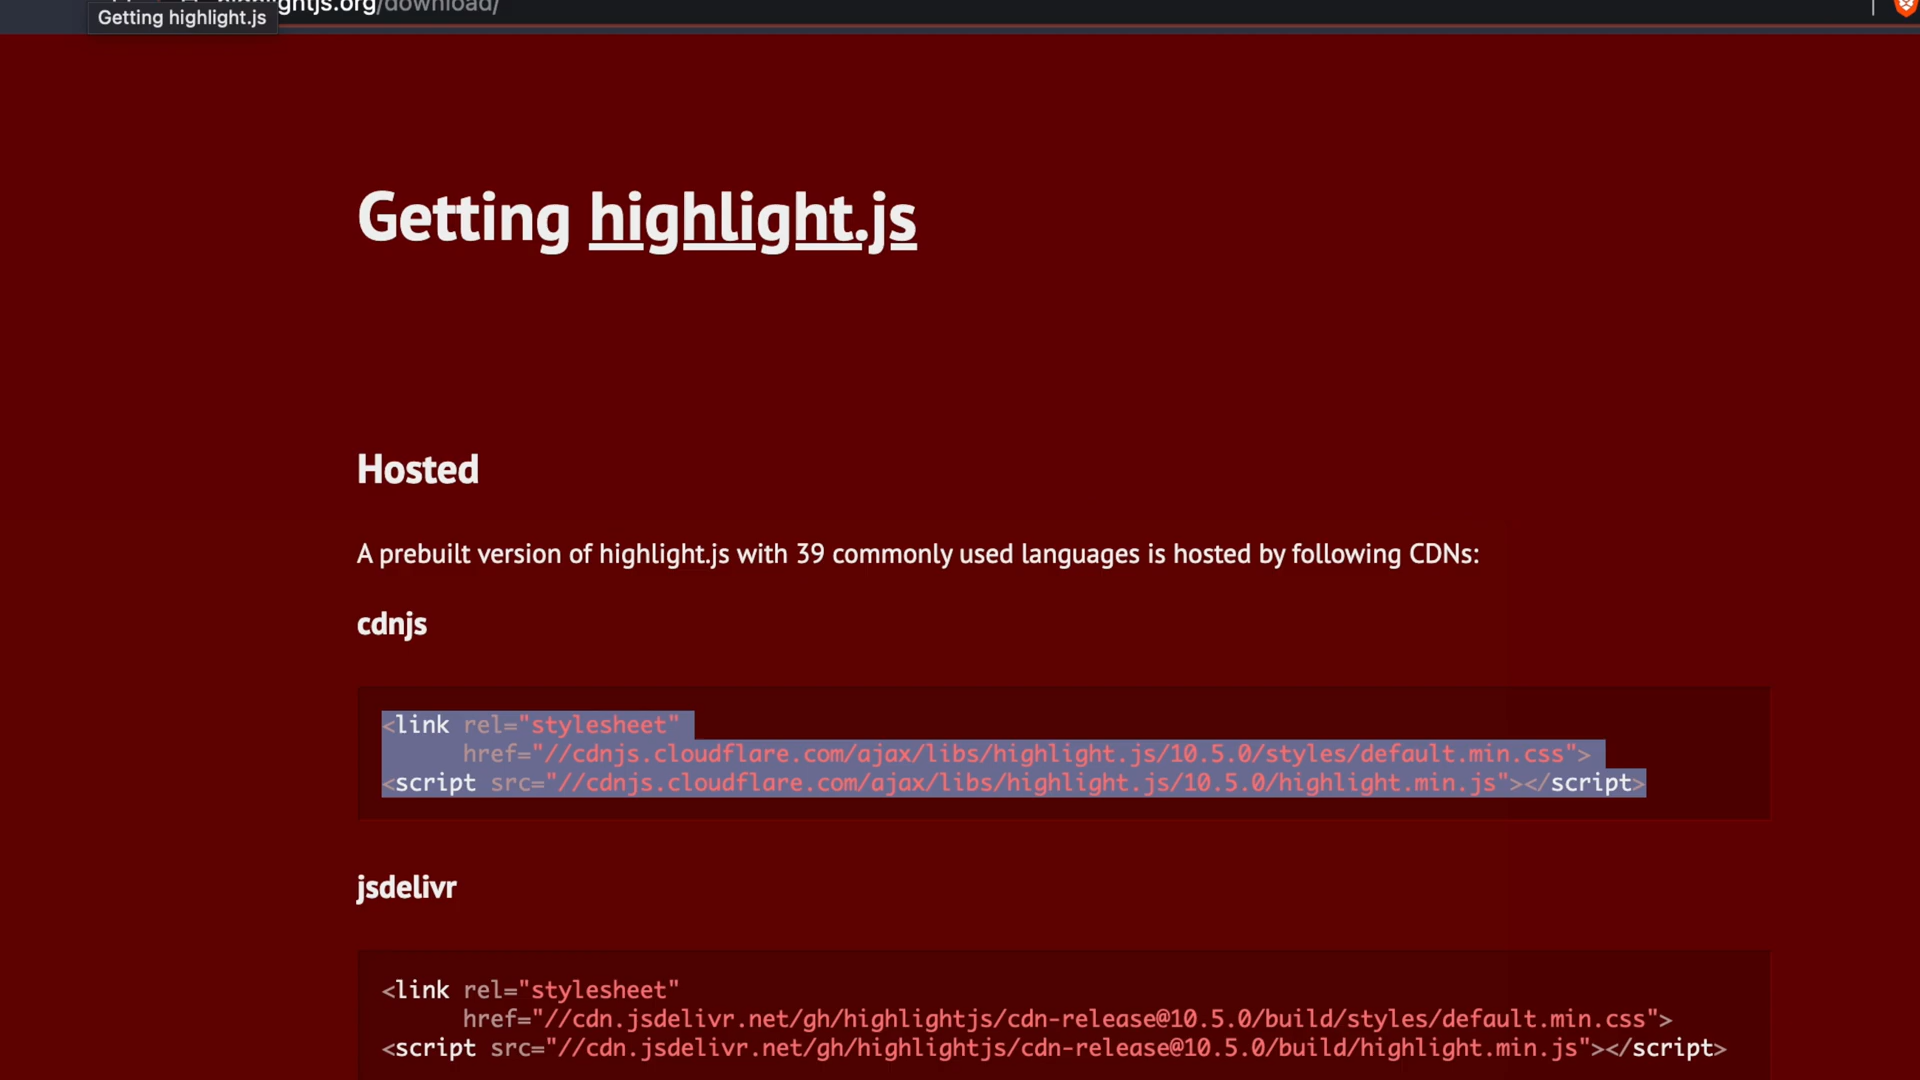 ghtjs.org/download/
Getting highlight.js
Getting highlight.js
Hosted
A prebuilt version of highlight.js with 39 commonly used languages is hosted by following CDNs:
cdnjs
<link rel="stylesheet"
href="//cdnjs.cloudflare.com/ajax/libs/highlight.js/10.5.0/styles/default.min.css">
<script src="//cdnjs.cloudflare.com/ajax/libs/highlight.js/10.5.0/highlight.min.js"></script>
jsdelivr
<link rel="stylesheet"
href="//cdn.jsdelivr.net/gh/highlightjs/cdn-release@10.5.0/build/styles/default.min.css">
<script src="//cdn.jsdelivr.net/gh/highlightjs/cdn-release@10.5.0/build/highlight.min.js"></script>